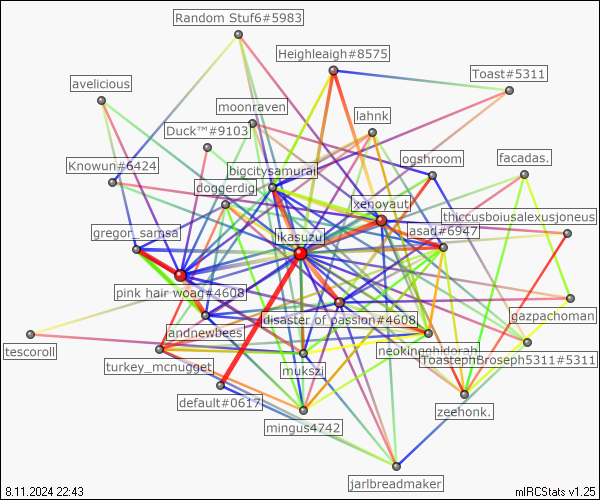 Random Stuf6#5983
Heighleaigh#8575
Toast#5311
avelicious
moonraven
lahnk
Duck™#9103
ogshroom
facadas.
Knowun#6424
bigcitysamurai
doggerdig
xenoyauti
thiccusboiusalexusjoneus
gregor_samsa
ikasuzu
asad#6947
pink hair woag#4608
gazpachoman
disaster of passion#4608
andnewbees
tescoroll
neokingghidorah
ToastephBroseph5311#5311
turkey_mcnugget
mukszi
default#0617
zeehonk.
mingus4742
jarlbreadmaker
8.11.2024 22:43
mIRCStats v1.25